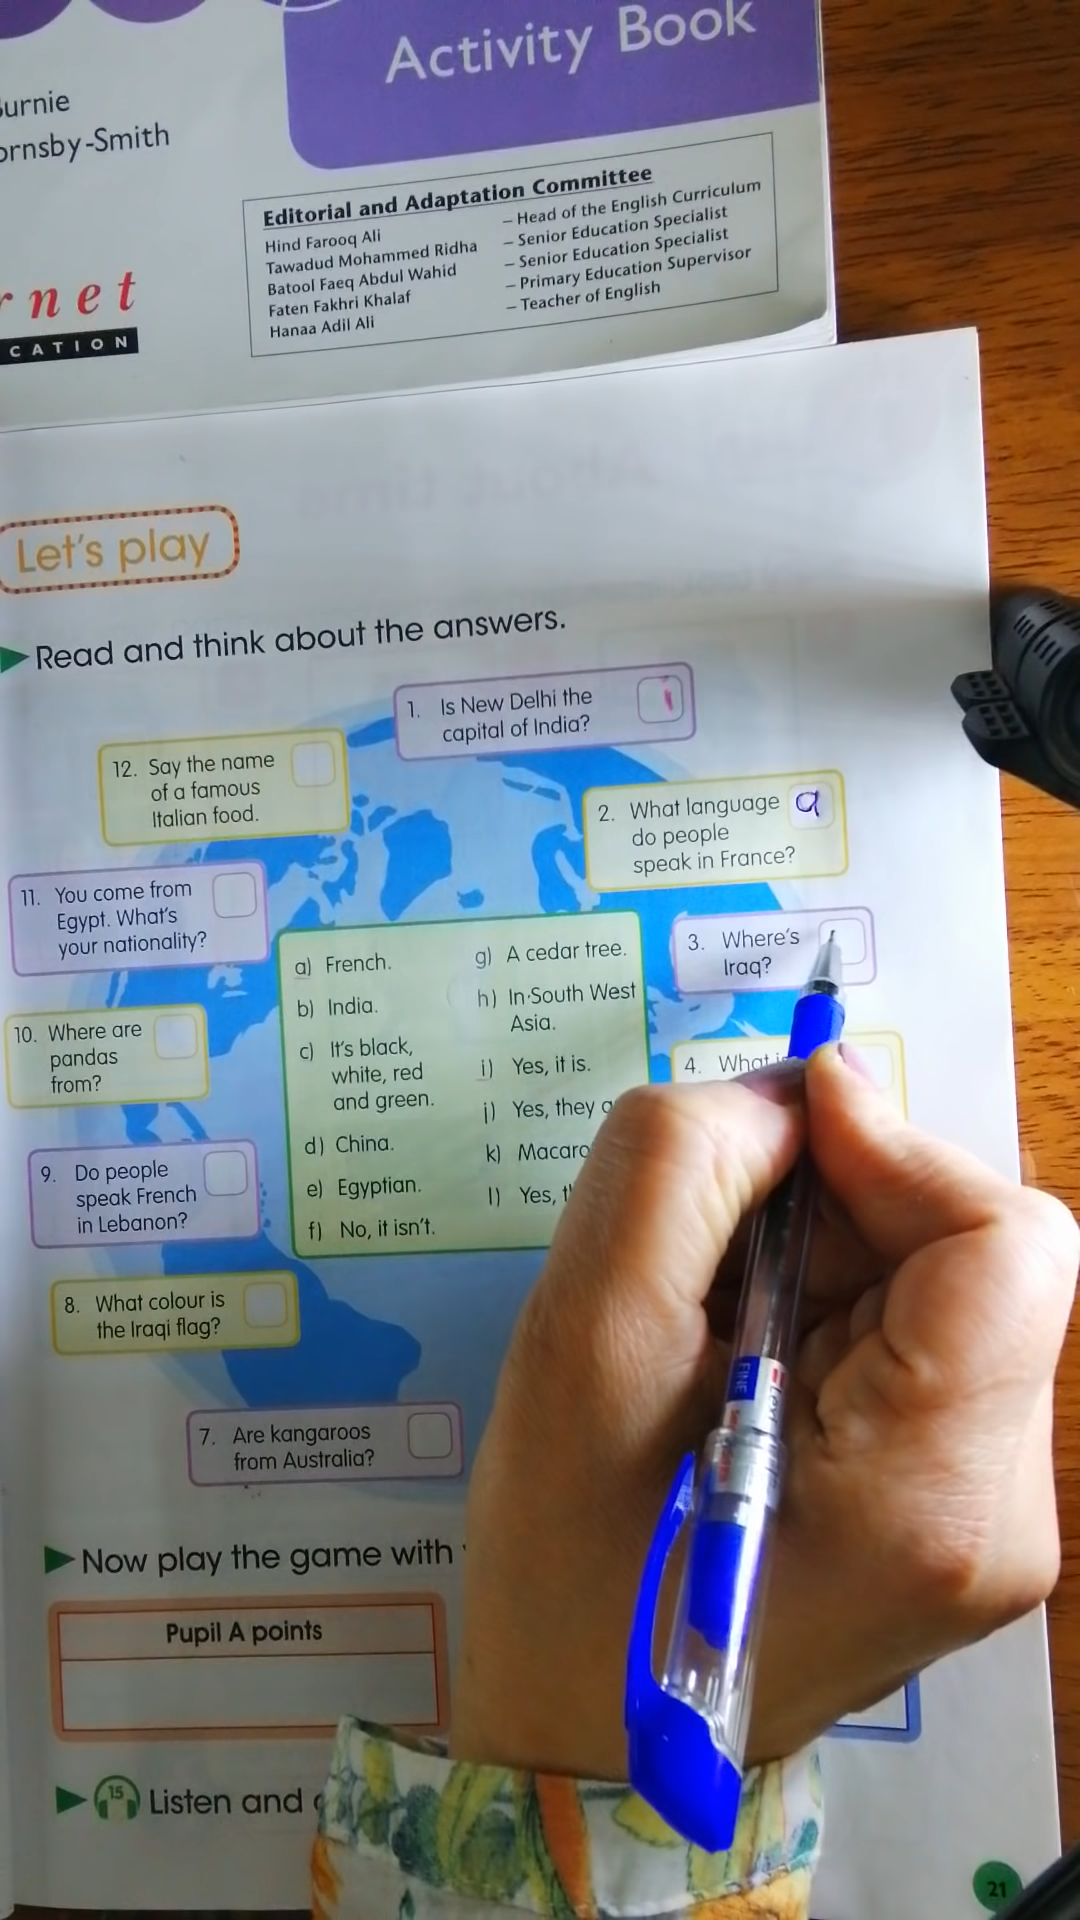 Activity Book
urnie
ornsby-Smith
Editorial and Adaptation Committee
Hind Farooq Ali – Head of the English Curriculum
Tawadud Mohammed Ridha – Senior Education Specialist
Batool Faeq Abdul Wahid – Senior Education Specialist
Faten Fakhri Khalaf – Primary Education Supervisor
Hanaa Adil Ali – Teacher of English
rnet
CATION
Let's play
Read and think about the answers.
1. Is New Delhi the
capital of India?
i
12. Say the name
of a famous
Italian food.
2. What language
do people
speak in France?
a
11. You come from
Egypt. What's
your nationality?
3. Where's
Iraq?
a) French.
b) India.
c) It's black,
white, red
and green.
d) China.
e) Egyptian.
f) No, it isn't.
g) A cedar tree.
h) In South West
Asia.
i) Yes, it is.
j) Yes, they
k) Macaro
l) Yes,
10. Where are
pandas
from?
4. What
9. Do people
speak French
in Lebanon?
8. What colour is
the Iraqi flag?
7. Are kangaroos
from Australia?
Now play the game with
Pupil A points
15
Listen and
21
FINE